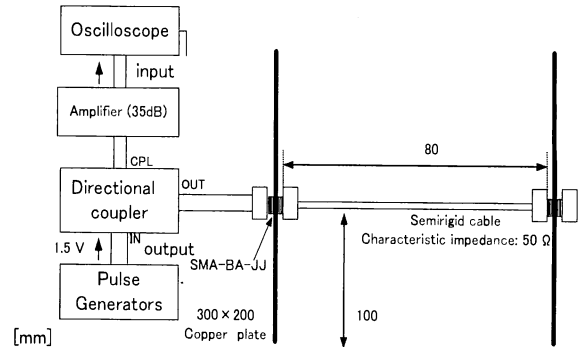 Oscilloscope
input
Amplifier (35dB)
CPL
Directional
coupler
OUT
IN
1.5 V
output
Pulse
Generators
[mm]
SMA-BA-JJ
300×200
Copper plate
80
Semirigid cable
Characteristic impedance: 50 Ω
100